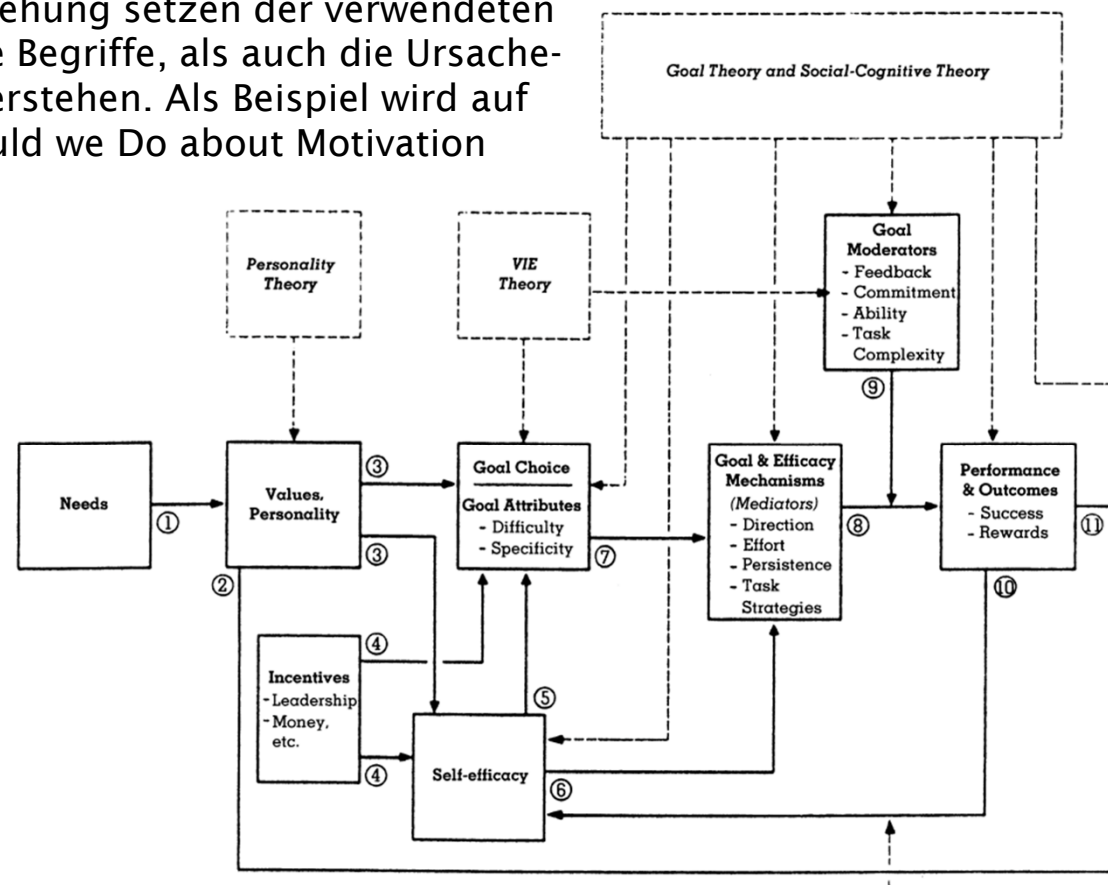 setzen der verwendeten
Begriffe, als auch die Ursache-
Als Beispiel wird auf
we Do about Motivation
Goal Theory and Social-Cognitive Theory
Personality
Theory
VIE
Theory
Goal
Moderators
- Feedback
- Commitment
- Ability
- Task
Complexity
⑨
Needs
①
Values,
Personality
②
③
③
Goal Choice
Goal Attributes
- Difficulty
- Specificity
⑦
Goal & Efficacy
Mechanisms
(Mediators)
- Direction
- Effort
- Persistence
- Task
Strategies
⑧
Performance
& Outcomes
- Success
- Rewards
⑪
⑩
Incentives
- Leadership
- Money,
etc.
④
④
⑤
Self-efficacy
⑥